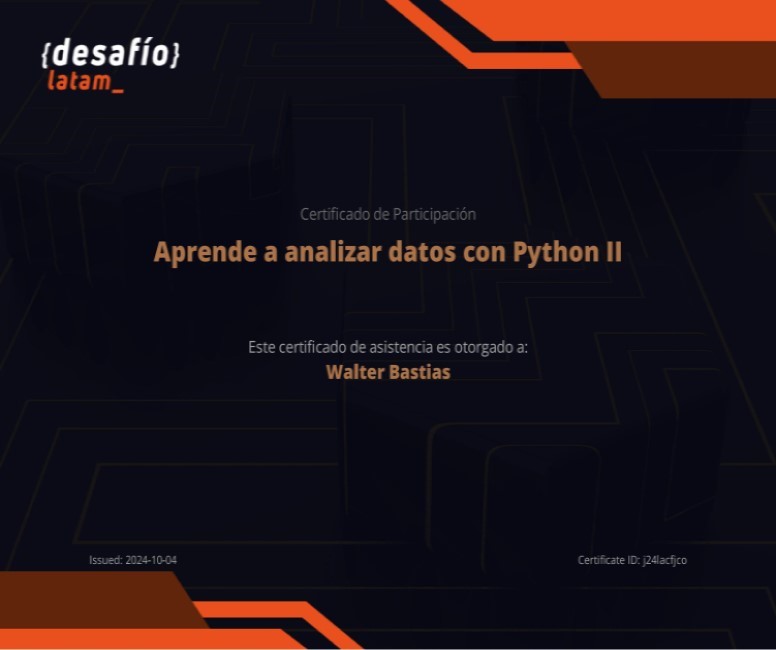 {desafío}
latam_
Certificado de Participación
Aprende a analizar datos con Python II
Este certificado de asistencia es otorgado a:
Walter Bastias
Issued: 2024-10-04
Certificate ID: j24lacfjco